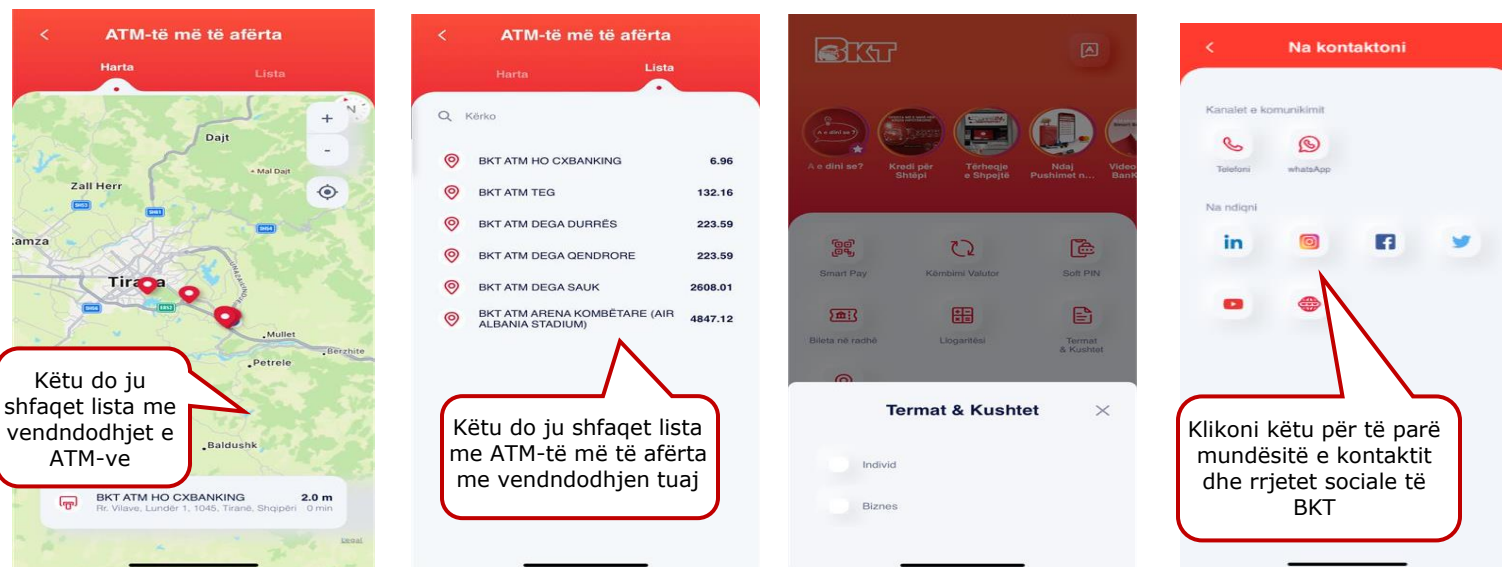 ATM-të më të afërta
Harta
Lista
N
+
-
Dajt
Mal Dajt
Zall Herr
SH53
SH61
SH54
Tirana
Mullet
Berzhite
Petrele
Baldushk
Këtu do ju
shfaqet lista me
vendndodhjet e
ATM-ve
BKT ATM HO CXBANKING 2.0 m
Rr. Vilave, Lundër 1, 1045, Tiranë, Shqipëri 0 min
Legal
ATM-të më të afërta
Harta
Lista
Kërko
BKT ATM HO CXBANKING 6.96
BKT ATM TEG 132.16
BKT ATM DEGA DURRËS 223.59
BKT ATM DEGA QENDRORE 223.59
BKT ATM DEGA SAUK 2608.01
BKT ATM ARENA KOMBËTARE (AIR
ALBANIA STADIUM) 4847.12
Këtu do ju shfaqet lista
me ATM-të më të afërta
me vendndodhjen tuaj
BKT
A e dini se?
A e dini se?
Kredi për
Shtëpi
Tërheqje
e Shpejtë
Ndaj
Pushimet n...
Video
BanK
Smart Pay
Këmbimi Valutor
Soft PIN
Bileta në radhë
Llogaritësi
Termat
& Kushtet
Termat & Kushtet
Individ
Biznes
Na kontaktoni
Kanalet e komunikimit
Telefoni
whatsApp
Na ndiqni
in
Klikoni këtu për të parë
mundësitë e kontaktit
dhe rrjetet sociale të
BKT